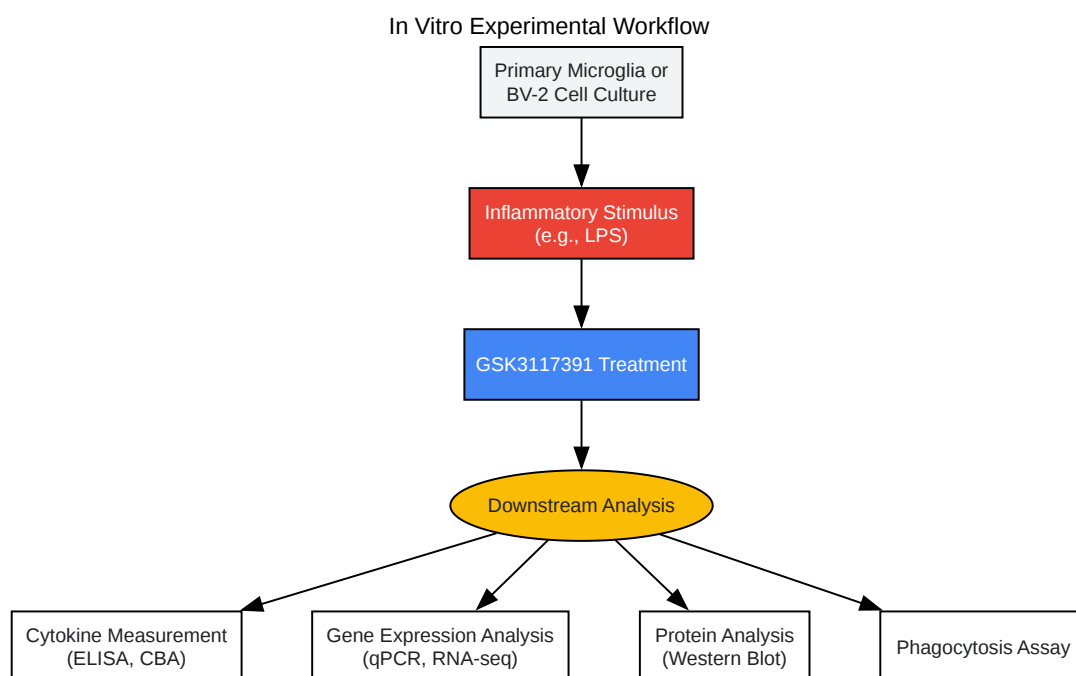 In Vitro Experimental Workflow
Primary Microglia or
BV-2 Cell Culture
Inflammatory Stimulus
(e.g., LPS)
GSK3117391 Treatment
Downstream Analysis
Cytokine Measurement
(ELISA, CBA)
Gene Expression Analysis
(qPCR, RNA-seq)
Protein Analysis
(Western Blot)
Phagocytosis Assay